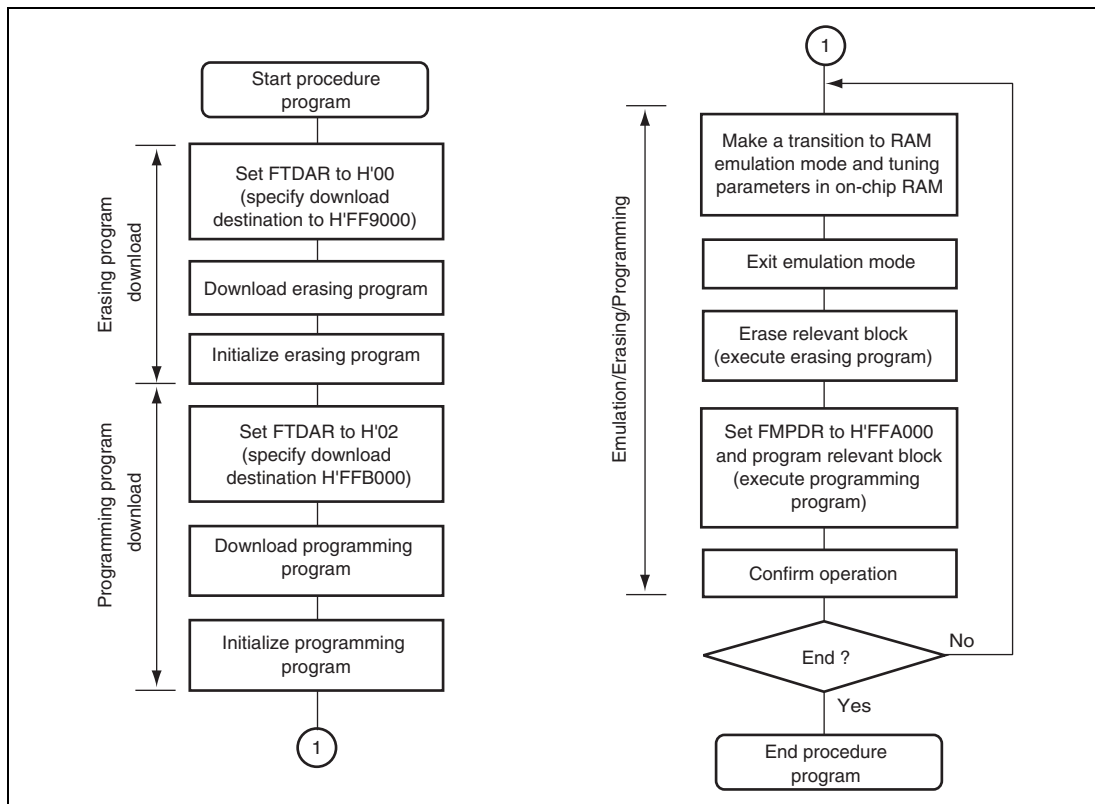 Start procedure
program
Erasing program
download
Set FTDAR to H'00
(specify download
destination to H'FF9000)
Download erasing program
Initialize erasing program
Programming program
download
Set FTDAR to H'02
(specify download
destination H'FFB000)
Download programming
program
Initialize programming
program
1
1
Emulation/Erasing/Programming
Make a transition to RAM
emulation mode and tuning
parameters in on-chip RAM
Exit emulation mode
Erase relevant block
(execute erasing program)
Set FMPDR to H'FFA000
and program relevant block
(execute programming
program)
Confirm operation
End ?
No
Yes
End procedure
program